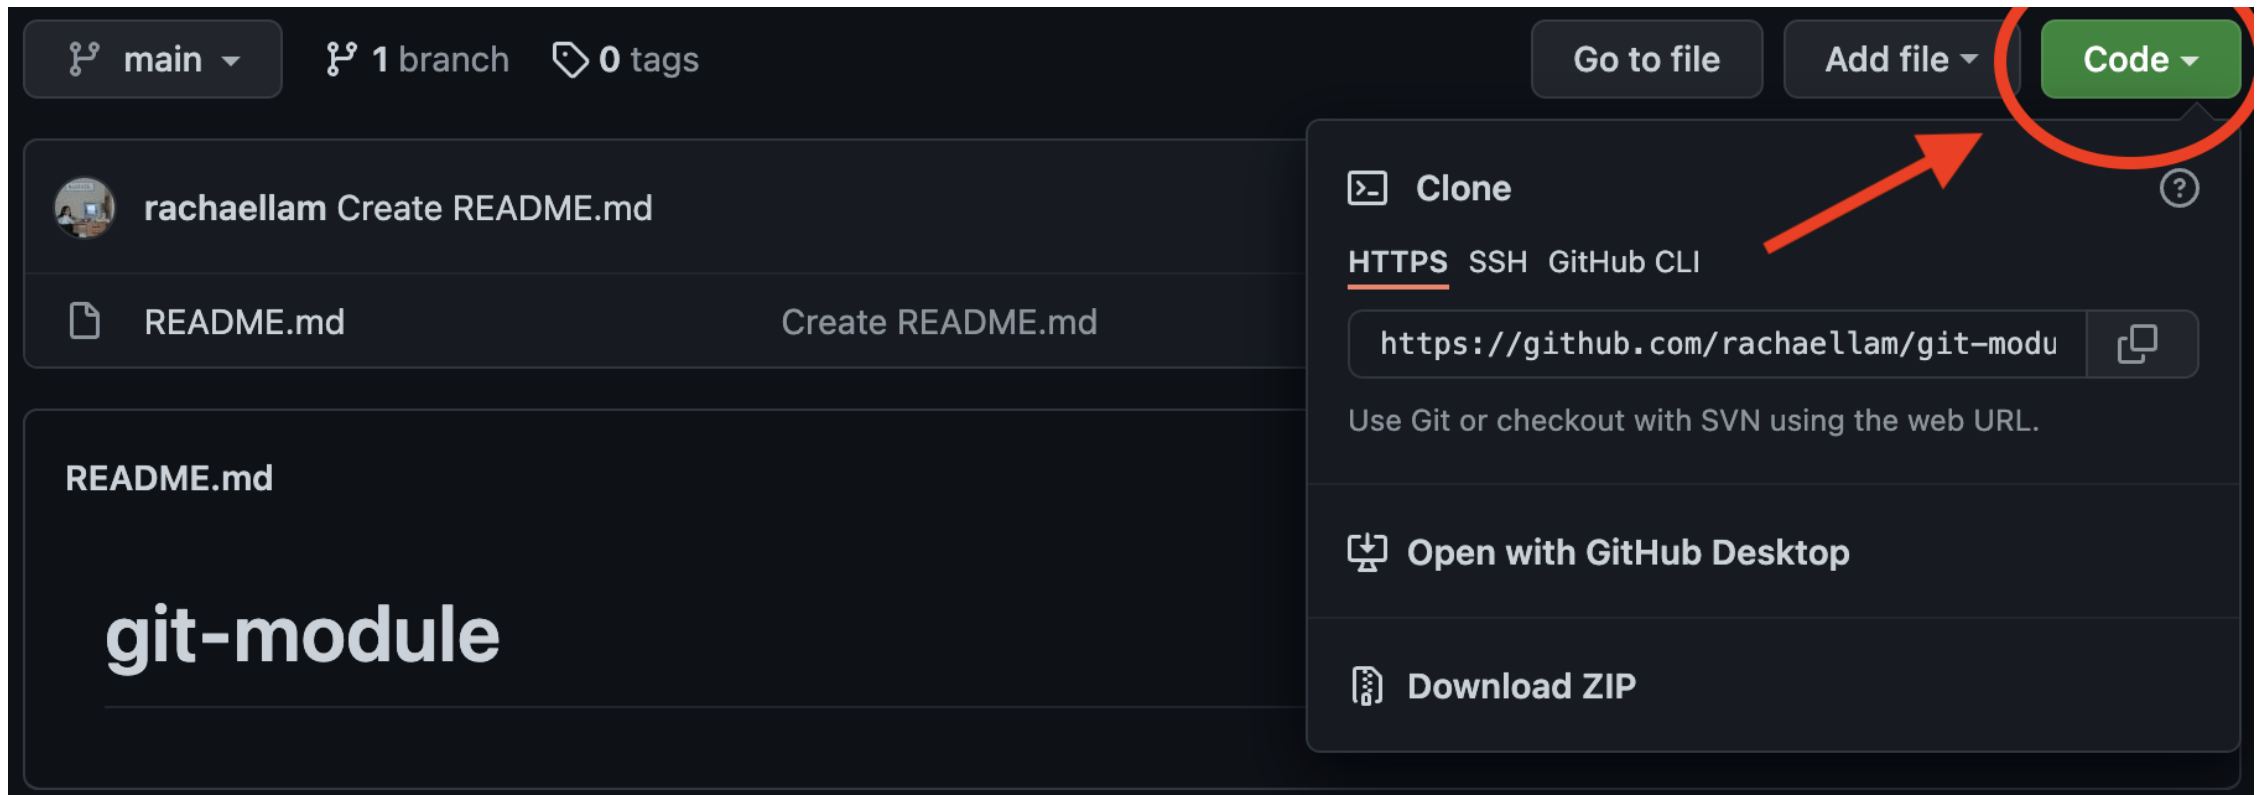 main
1 branch
0 tags
Go to file
Add file
Code
rachaellam Create README.md
README.md
Create README.md
README.md
git-module
Clone
HTTPS SSH GitHub CLI
https://github.com/rachaellam/git-modu
Use Git or checkout with SVN using the web URL.
Open with GitHub Desktop
Download ZIP